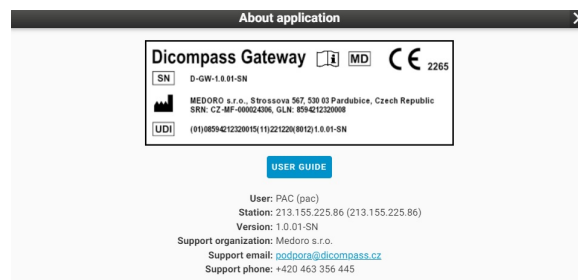 About application
Dicompass Gateway i MD CE 2265
SN D-GW-1.0.01-SN
MEDORO s.r.o., Strossova 567, 530 03 Pardubice, Czech Republic
SRN: CZ-MF-000024306, GLN: 8594212320008
UDI (01)08594212320015(11)221220(8012)1.0.01-SN
USER GUIDE
User: PAC (pac)
Station: 213.155.225.86 (213.155.225.86)
Version: 1.0.01-SN
Support organization: Medoro s.r.o.
Support email: podpora@dicompass.cz
Support phone: +420 463 356 445